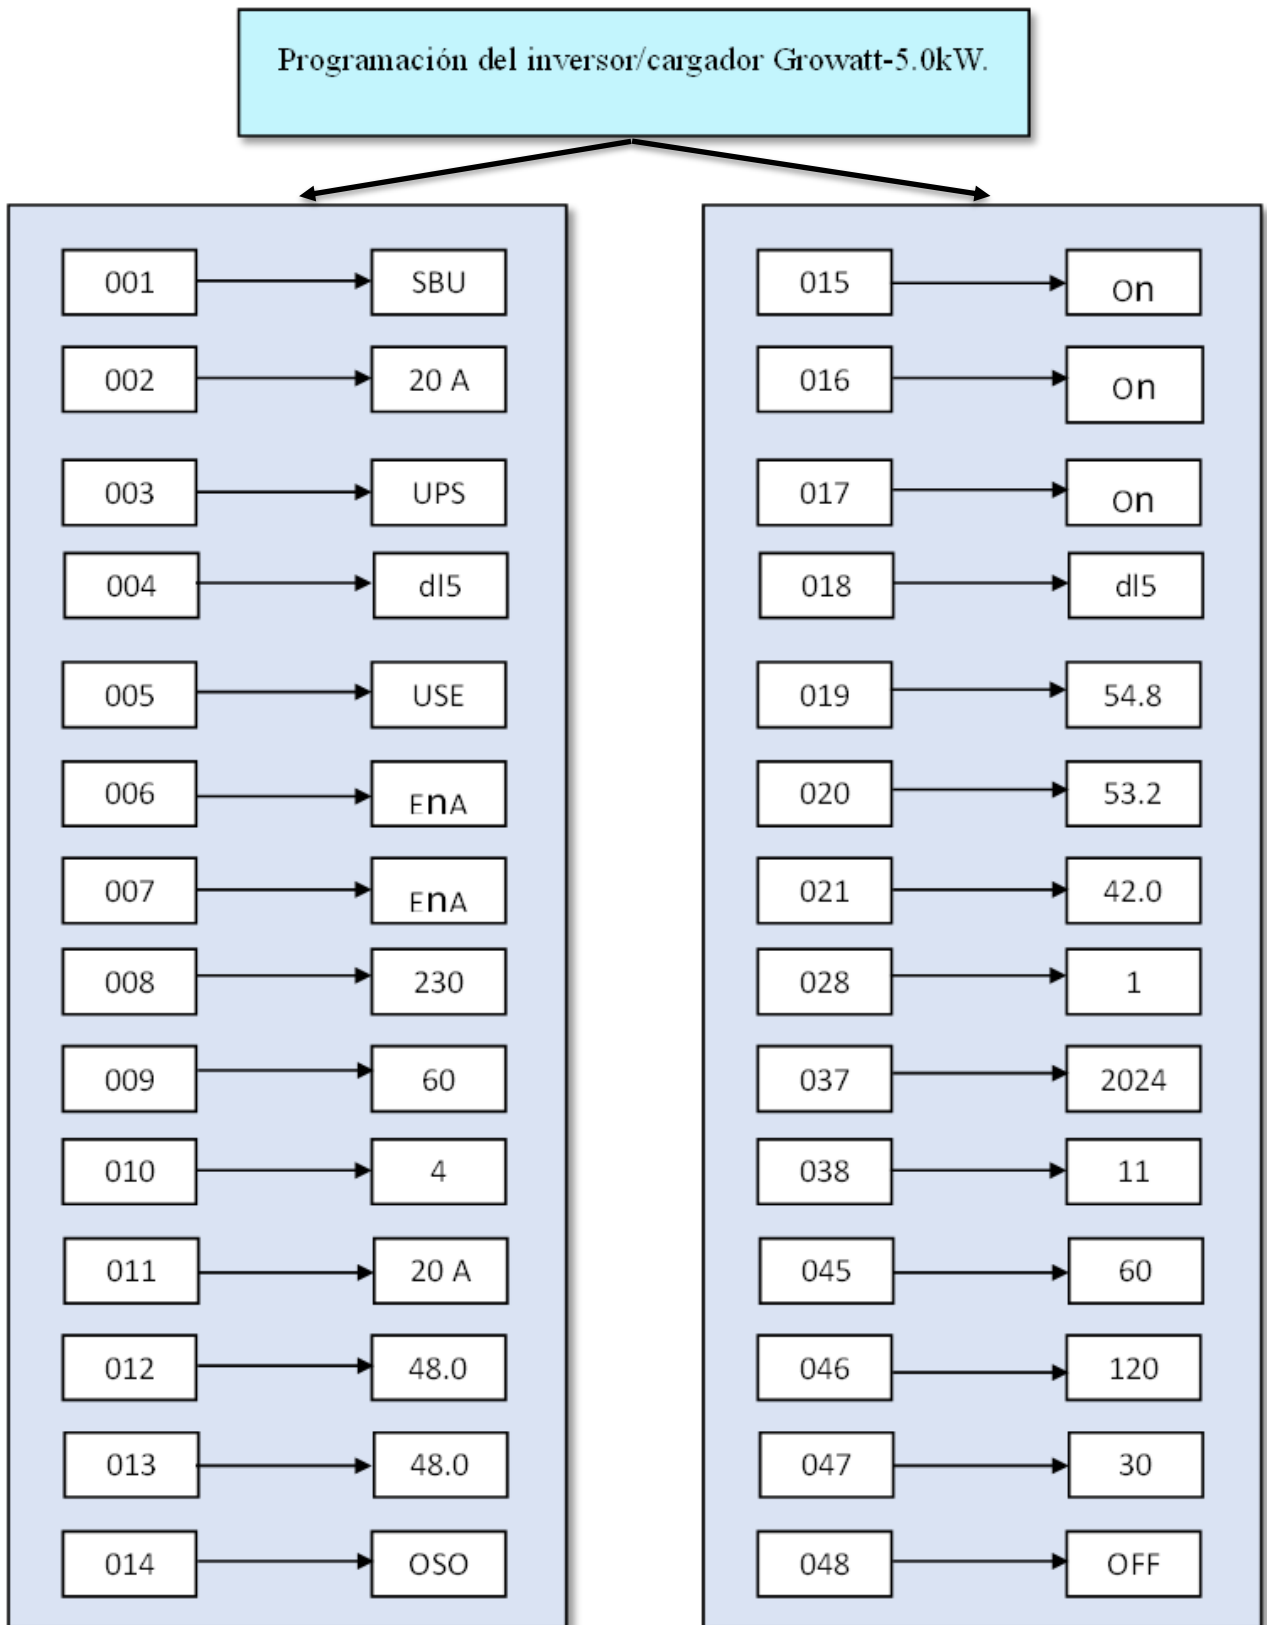 Programación del inversor/cargador Growatt-5.0kW.
001 SBU
002 20 A
003 UPS
004 dl5
005 USE
006 EnA
007 EnA
008 230
009 60
010 4
011 20 A
012 48.0
013 48.0
014 OSO
015 On
016 On
017 On
018 dl5
019 54.8
020 53.2
021 42.0
028 1
037 2024
038 11
045 60
046 120
047 30
048 OFF